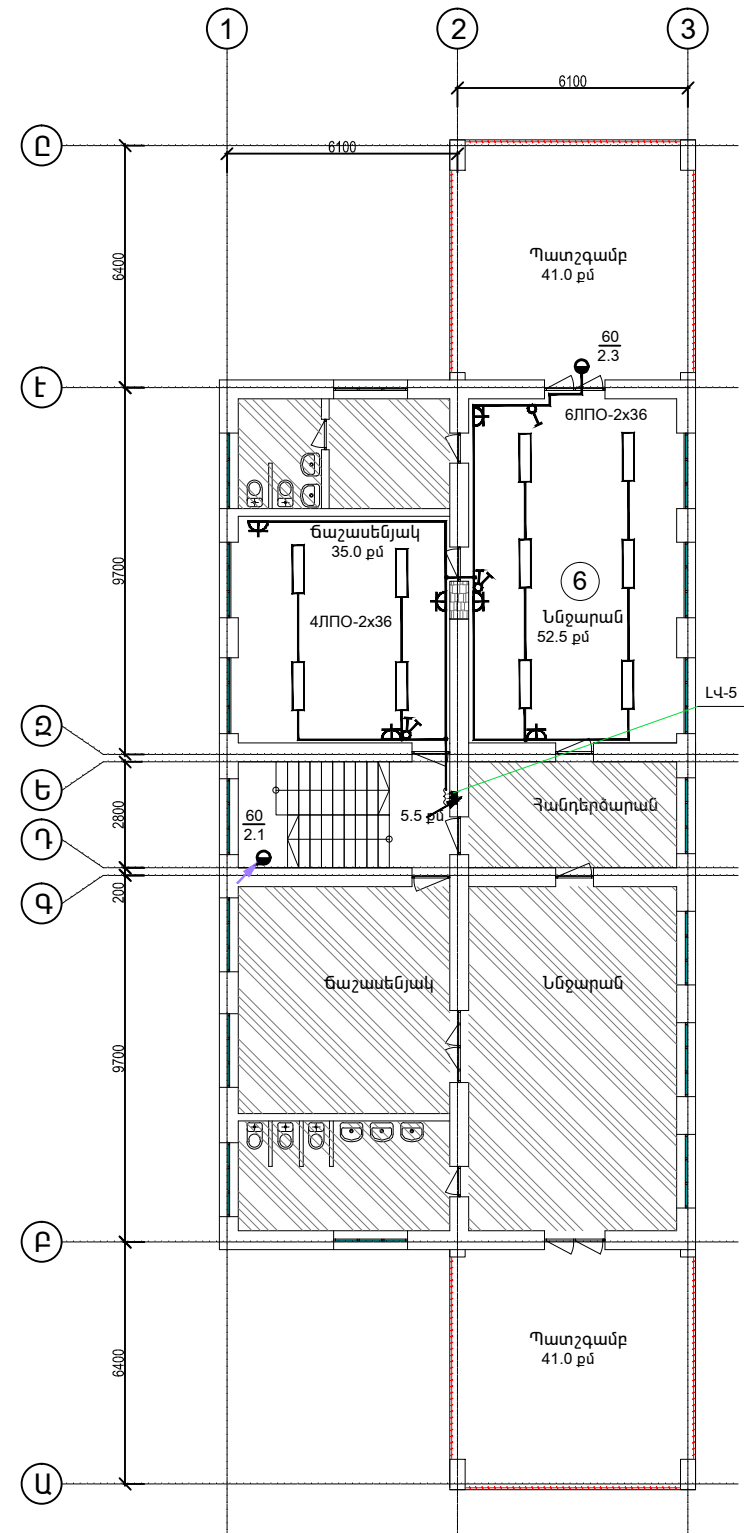 1
2
3
6100
Ը
6100
6400
Պատշգամբ
41.0 քմ
60
2.3
Է
6ЛПО-2x36
Ճաշասենյակ
35.0 քմ
9700
6
4ЛПО-2x36
Ննջարան
52.5 քմ
ԼՎ-5
Զ
Ե
2800
60
2.1
5.5 քմ
Հանդերձարան
Դ
200
Գ
Ճաշասենյակ
Ննջարան
9700
Բ
Պատշգամբ
41.0 քմ
6400
Ա